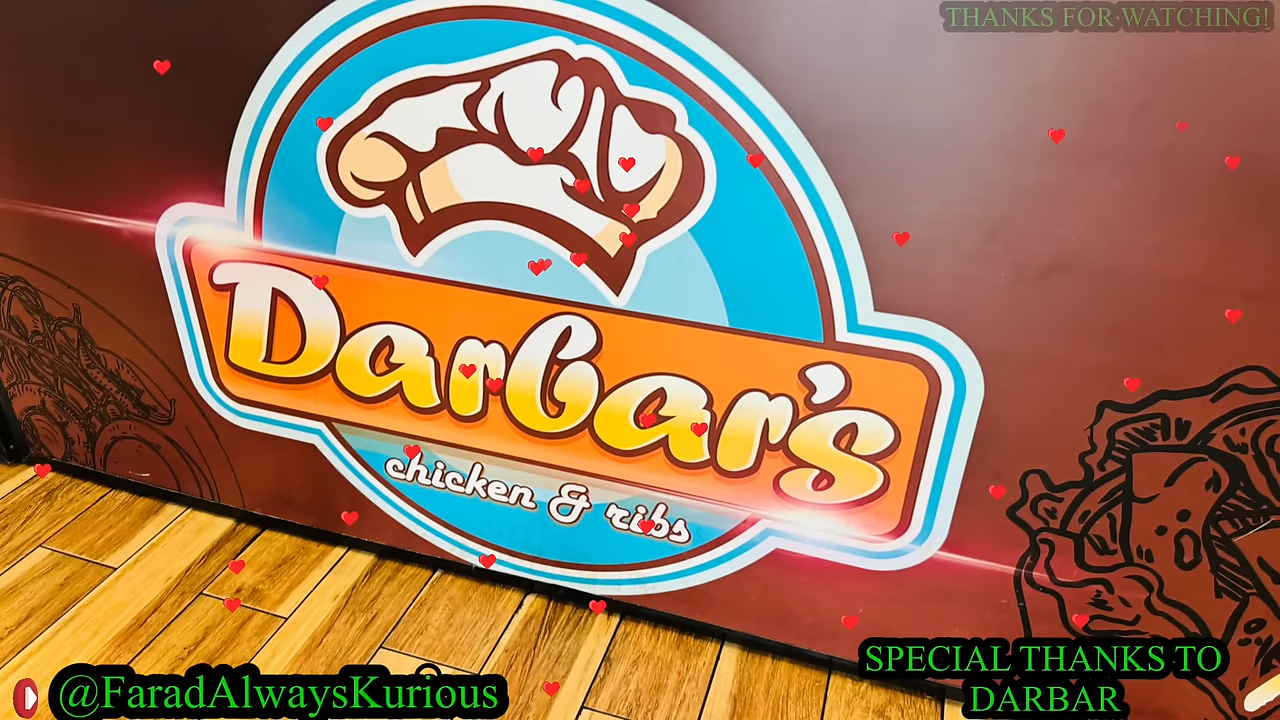 THANKS FOR WATCHING!
Darbar's
chicken & ribs
@FaradAlwaysKurious
SPECIAL THANKS TO
DARBAR